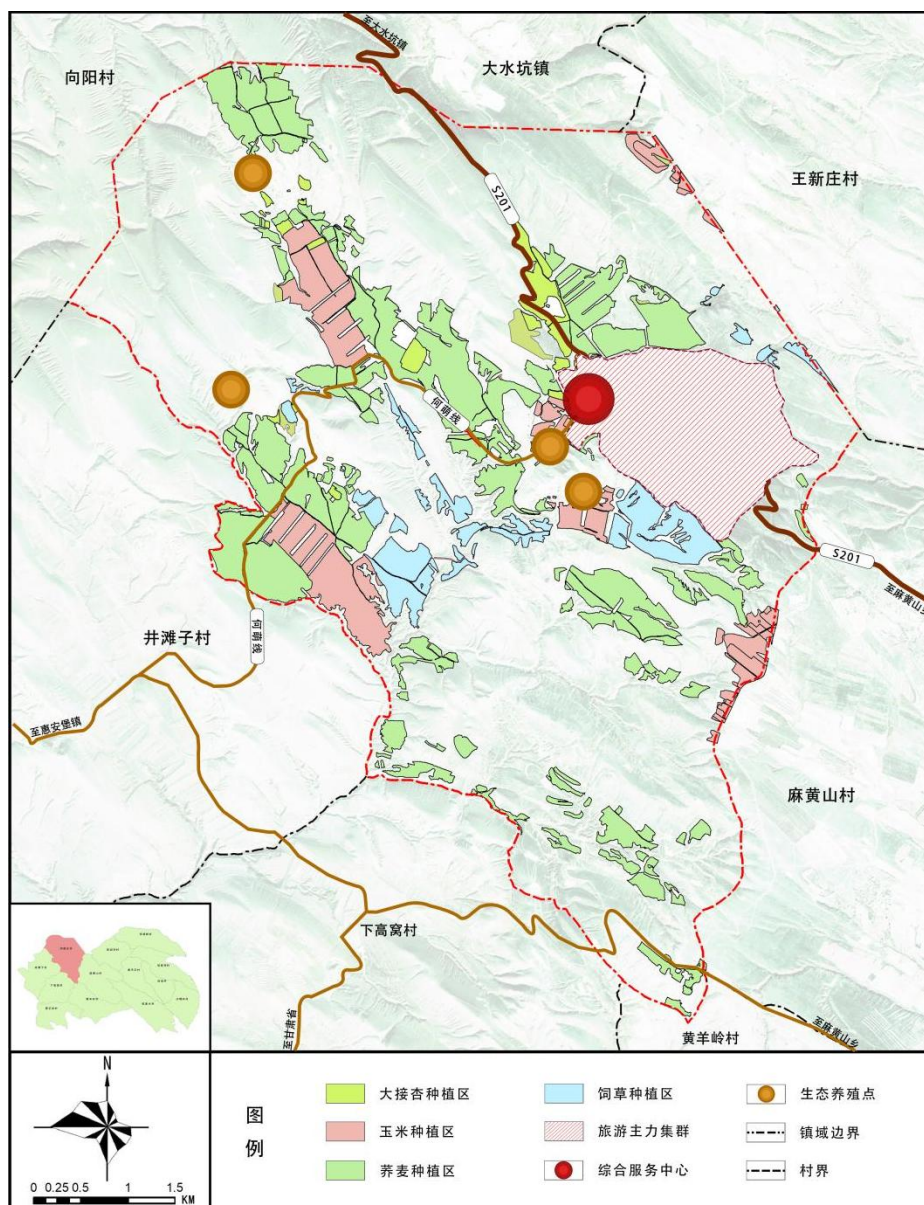 至大水坑镇
向阳村
大水坑镇
王新庄村
S201
何萌线
S201
至麻黄山乡
何萌线
井滩子村
至惠安堡镇
麻黄山村
下高窝村
至甘肃省
黄羊岭村
至麻黄山乡
N
0 0.25 0.5 1 1.5
KM
图例
大接杏种植区
饲草种植区
生态养殖点
玉米种植区
旅游主力集群
镇域边界
荞麦种植区
综合服务中心
村界